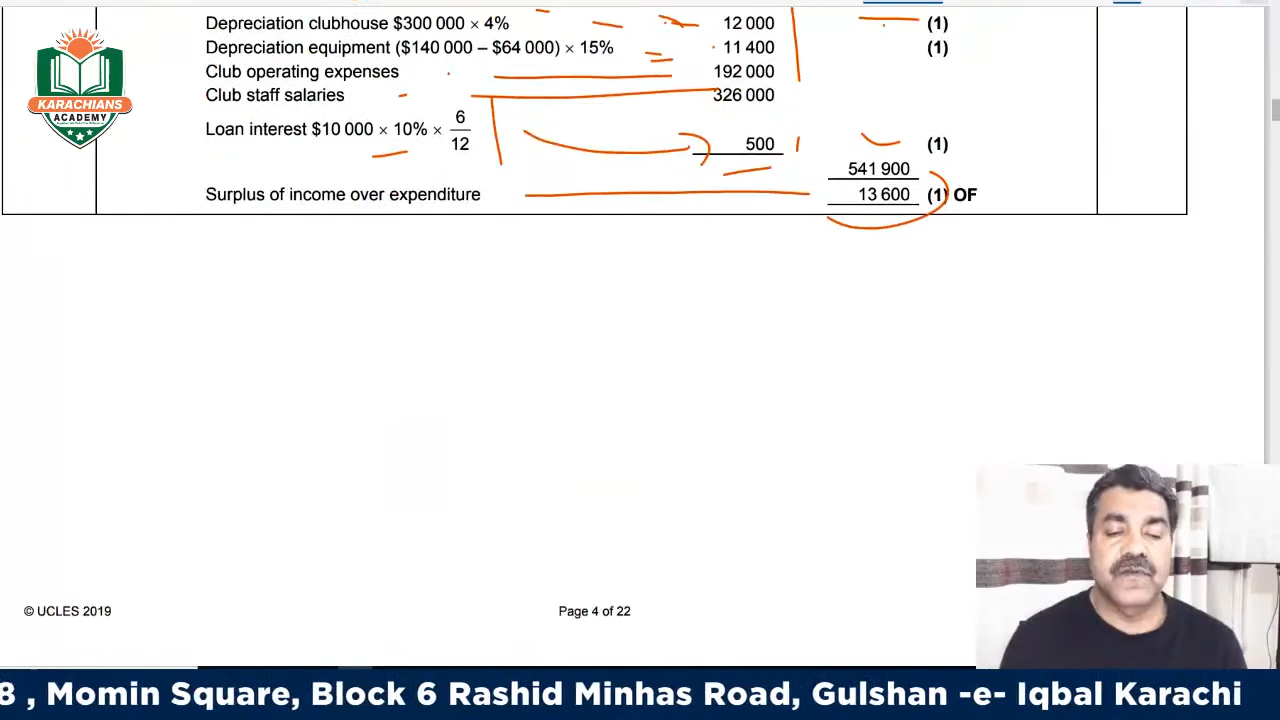 Depreciation clubhouse $300 000 × 4% 12 000 (1)
Depreciation equipment ($140 000 – $64 000) × 15% 11 400 (1)
Club operating expenses 192 000
Club staff salaries 326 000
Loan interest $10 000 × 10% × 6/12 500 (1)
541 900
Surplus of income over expenditure 13 600 (1) OF
KARACHIANS
ACADEMY
© UCLES 2019 Page 4 of 22
8 , Momin Square, Block 6 Rashid Minhas Road, Gulshan -e- Iqbal Karachi